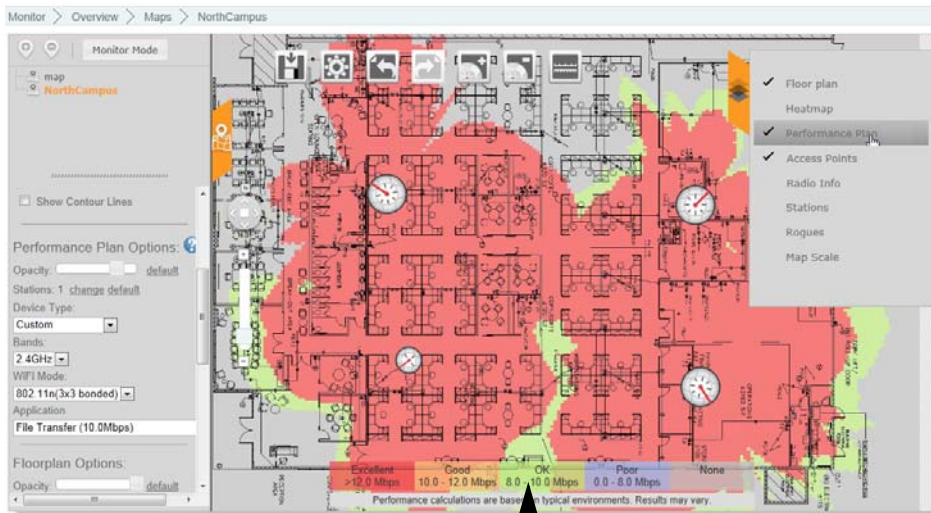 Monitor > Overview > Maps > NorthCampus
Monitor Mode
map
NorthCampus
Show Contour Lines
Performance Plan Options:
Opacity: default
Stations: 1 change default
Device Type:
Custom
Bands:
2.4GHz
WIFI Mode:
802.11n(3x3 bonded)
Application
File Transfer (10.0Mbps)
Floorplan Options:
Opacity: default
Floor plan
Heatmap
Performance Plan
Access Points
Radio Info
Stations
Rogues
Map Scale
Excellent Good OK Poor None
>12.0 Mbps 10.0 - 12.0 Mbps 8.0 - 10.0 Mbps 0.0 - 8.0 Mbps
Performance calculations are based on typical environments. Results may vary.